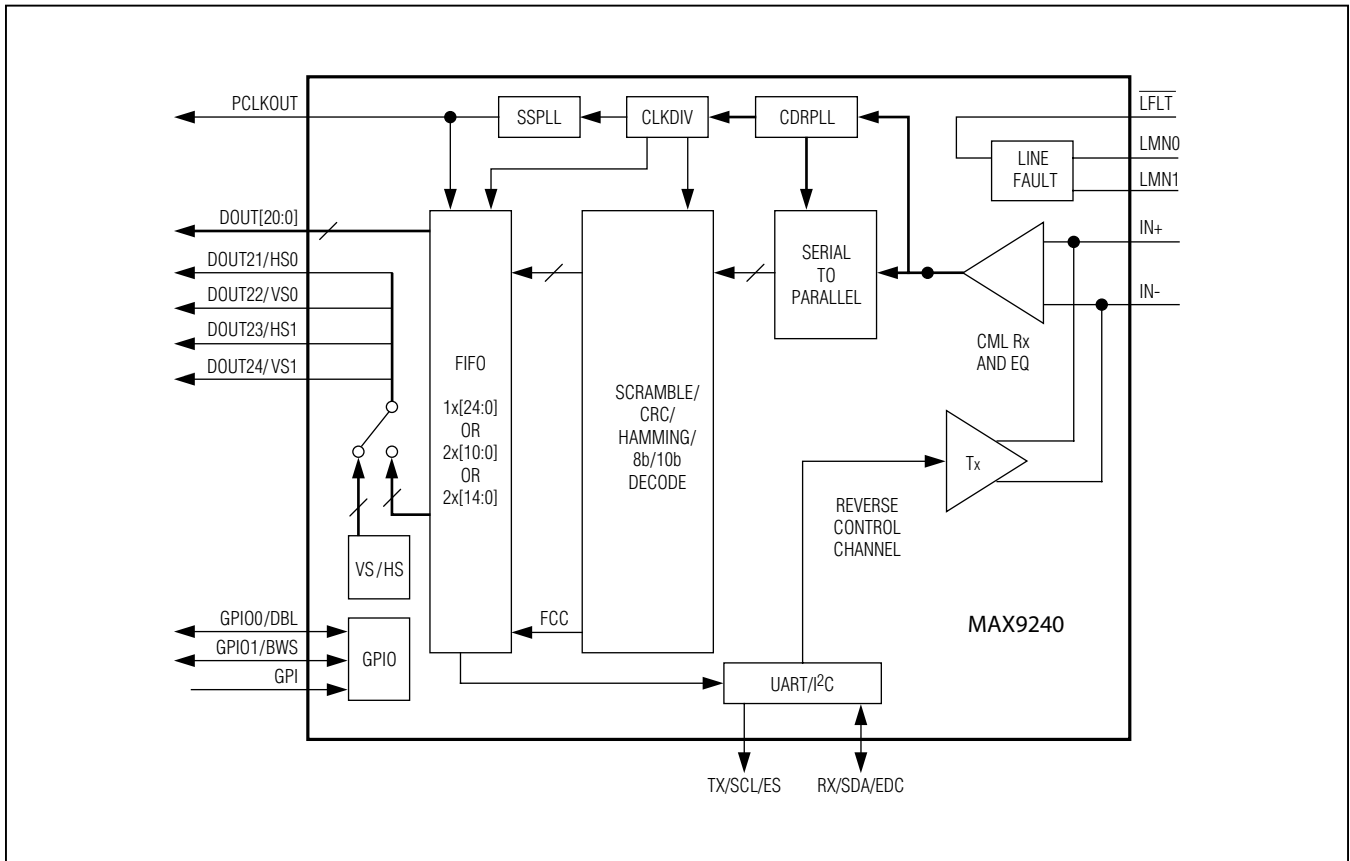 PCLKOUT
SSPLL
CLKDIV
CDRPLL
LFLT
LINE
FAULT
LMN0
LMN1
DOUT[20:0]
DOUT21/HS0
DOUT22/VS0
DOUT23/HS1
DOUT24/VS1
FIFO
1x[24:0]
OR
2x[10:0]
OR
2x[14:0]
SCRAMBLE/
CRC/
HAMMING/
8b/10b
DECODE
SERIAL
TO
PARALLEL
IN+
IN-
CML Rx
AND EQ
Tx
REVERSE
CONTROL
CHANNEL
VS/HS
FCC
GPIO0/DBL
GPIO1/BWS
GPI
GPIO
MAX9240
UART/I²C
TX/SCL/ES
RX/SDA/EDC